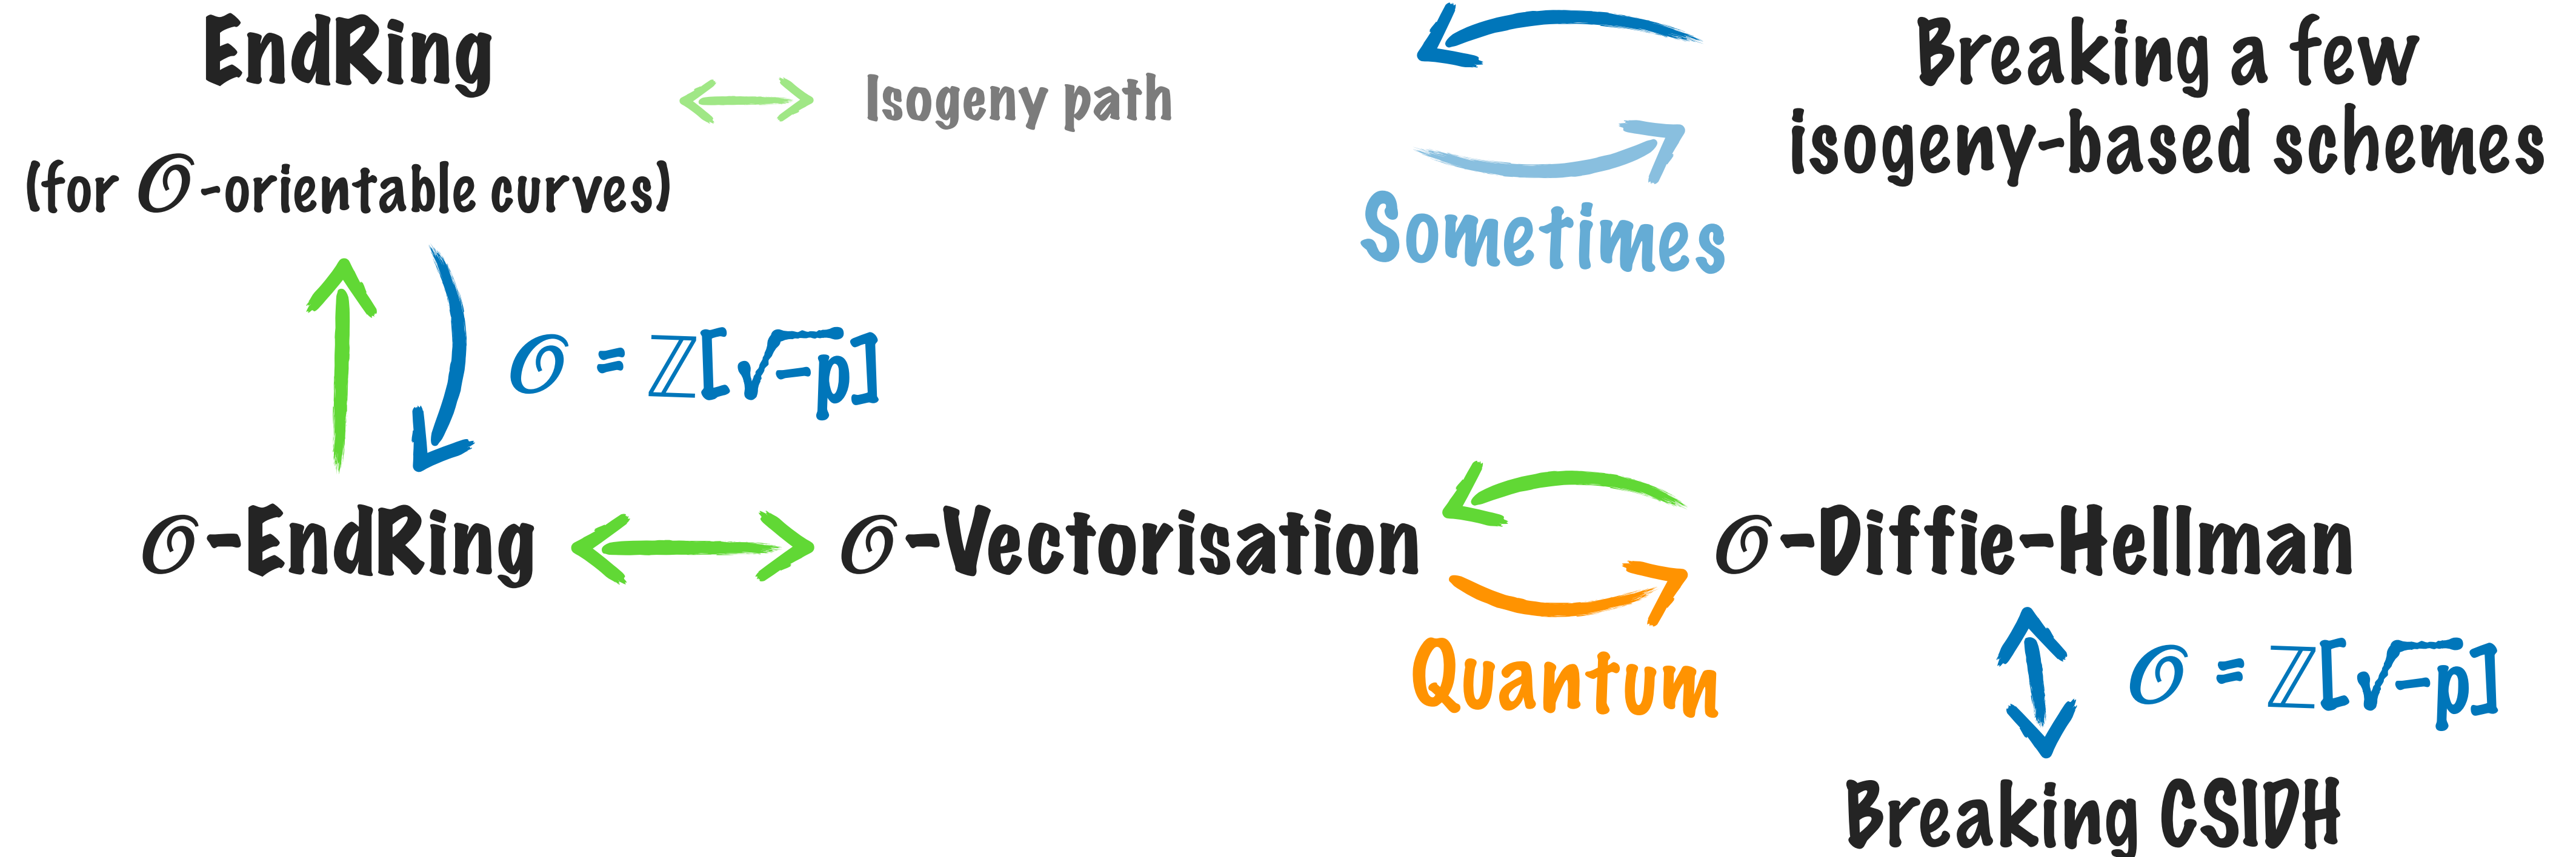 EndRing
(for 𝒪-orientable curves)
Isogeny path
Breaking a few
isogeny-based schemes
Sometimes
𝒪 = ℤ[√-p]
𝒪-EndRing
𝒪-Vectorisation
𝒪-Diffie-Hellman
Quantum
𝒪 = ℤ[√-p]
Breaking CSIDH